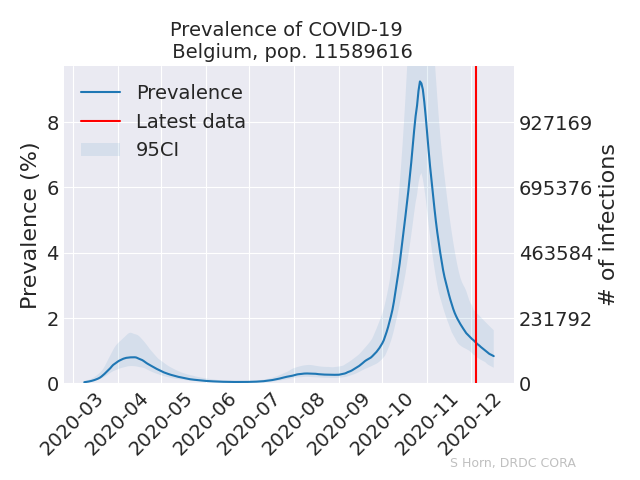 Prevalence of COVID-19
Belgium, pop. 11589616
Prevalence
Latest data
95CI
Prevalence (%)
8
6
4
2
0
927169
695376
463584
231792
0
# of infections
2020-03
2020-04
2020-05
2020-06
2020-07
2020-08
2020-09
2020-10
2020-11
2020-12
S Horn, DRDC CORA